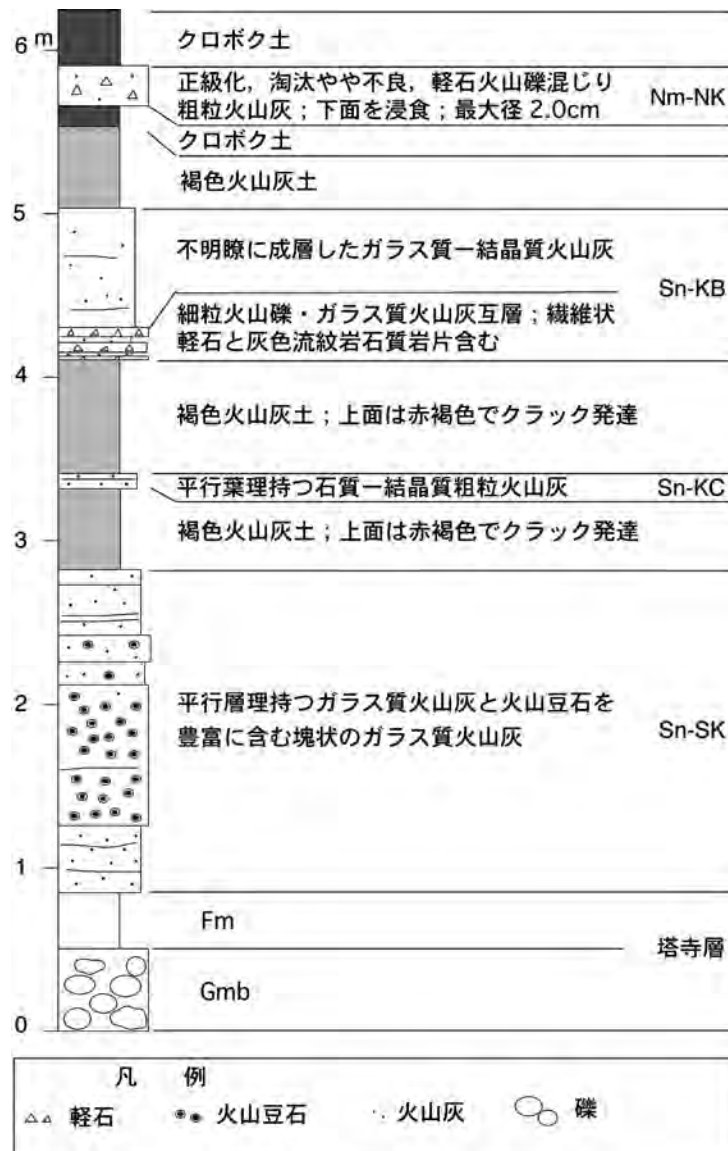 6 m
クロボク土
正級化，淘汰やや不良，軽石火山礫混じり
粗粒火山灰；下面を浸食；最大径 2.0cm
Nm-NK
クロボク土
褐色火山灰土
5
不明瞭に成層したガラス質ー結晶質火山灰
Sn-KB
細粒火山礫・ガラス質火山灰互層；繊維状
軽石と灰色流紋岩石質岩片含む
4
褐色火山灰土；上面は赤褐色でクラック発達
平行葉理持つ石質ー結晶質粗粒火山灰
Sn-KC
褐色火山灰土；上面は赤褐色でクラック発達
3
2
平行層理持つガラス質火山灰と火山豆石を
豊富に含む塊状のガラス質火山灰
Sn-SK
1
Fm
塔寺層
Gmb
0
凡 例
軽石 火山豆石 火山灰 礫